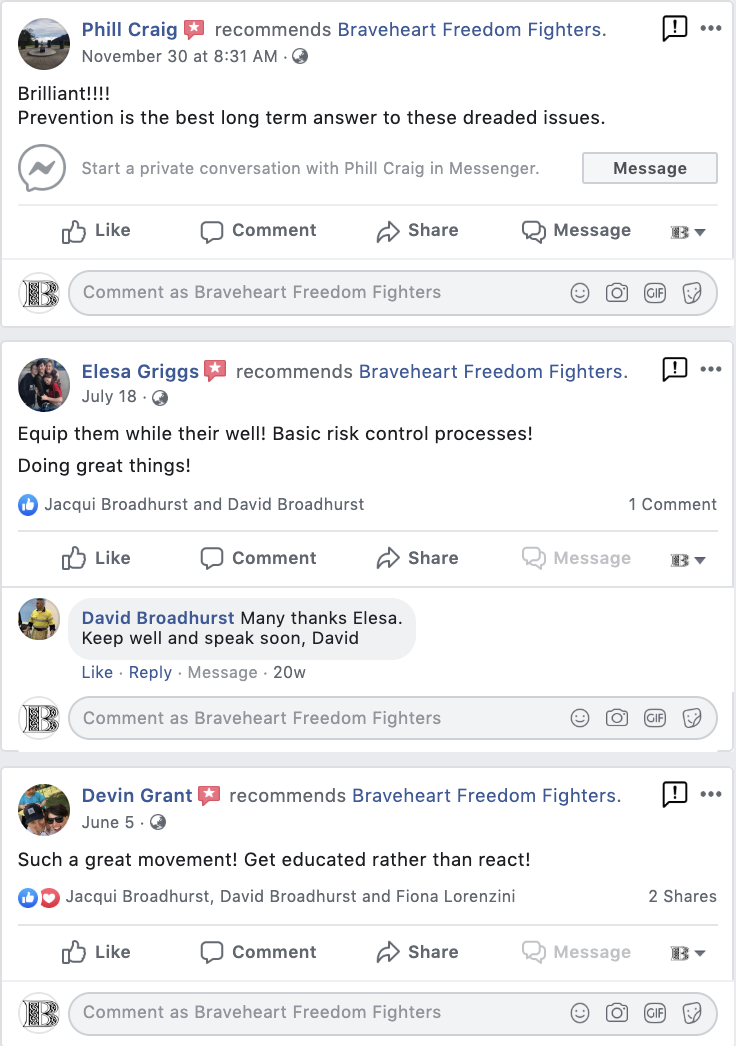 Phill Craig recommends Braveheart Freedom Fighters.
November 30 at 8:31 AM ·
Brilliant!!!!
Prevention is the best long term answer to these dreaded issues.
Start a private conversation with Phill Craig in Messenger. Message
Like Comment Share Message B
B Comment as Braveheart Freedom Fighters GIF
Elesa Griggs recommends Braveheart Freedom Fighters.
July 18 ·
Equip them while their well! Basic risk control processes!
Doing great things!
Jacqui Broadhurst and David Broadhurst 1 Comment
Like Comment Share Message B
David Broadhurst Many thanks Elesa.
Keep well and speak soon, David
Like · Reply · Message · 20w
B Comment as Braveheart Freedom Fighters GIF
Devin Grant recommends Braveheart Freedom Fighters.
June 5 ·
Such a great movement! Get educated rather than react!
Jacqui Broadhurst, David Broadhurst and Fiona Lorenzini 2 Shares
Like Comment Share Message B
B Comment as Braveheart Freedom Fighters GIF